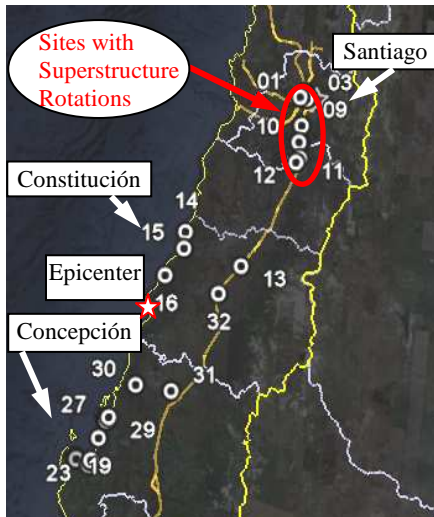 Sites with
Superstructure
Rotations
Santiago
01
03
09
10
11
12
Constitución
14
15
Epicenter
13
16
32
Concepción
30
31
27
29
23
19